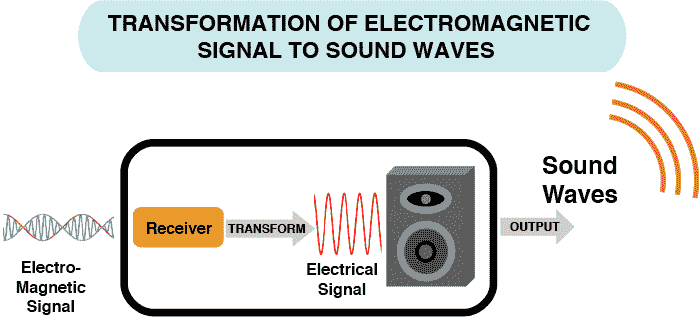 TRANSFORMATION OF ELECTROMAGNETIC
SIGNAL TO SOUND WAVES
Electro-
Magnetic
Signal
Receiver
TRANSFORM
Electrical
Signal
OUTPUT
Sound
Waves